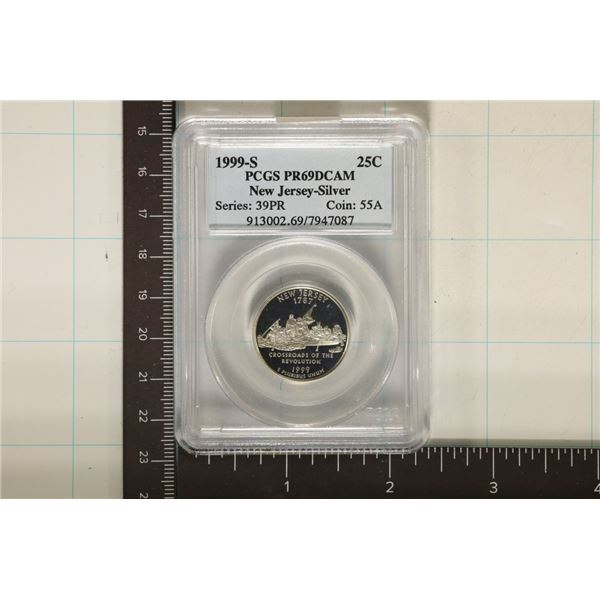 1999-S 25C
PCGS PR69DCAM
New Jersey-Silver
Series: 39PR Coin: 55A
913002.69/7947087
NEW JERSEY
1787
CROSSROADS OF THE
REVOLUTION
1999
E PLURIBUS UNUM
15
16
17
18
19
20
21
22
23
1
2
3
4